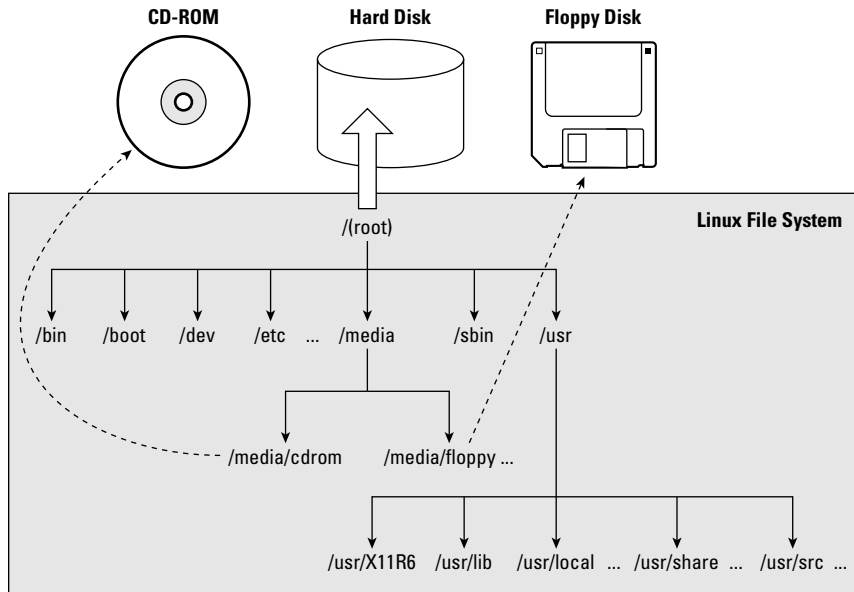 CD-ROM Hard Disk Floppy Disk
Linux File System
/(root)
/bin /boot /dev /etc ... /media /sbin /usr
/media/cdrom /media/floppy ...
/usr/X11R6 /usr/lib /usr/local ... /usr/share ... /usr/src ...